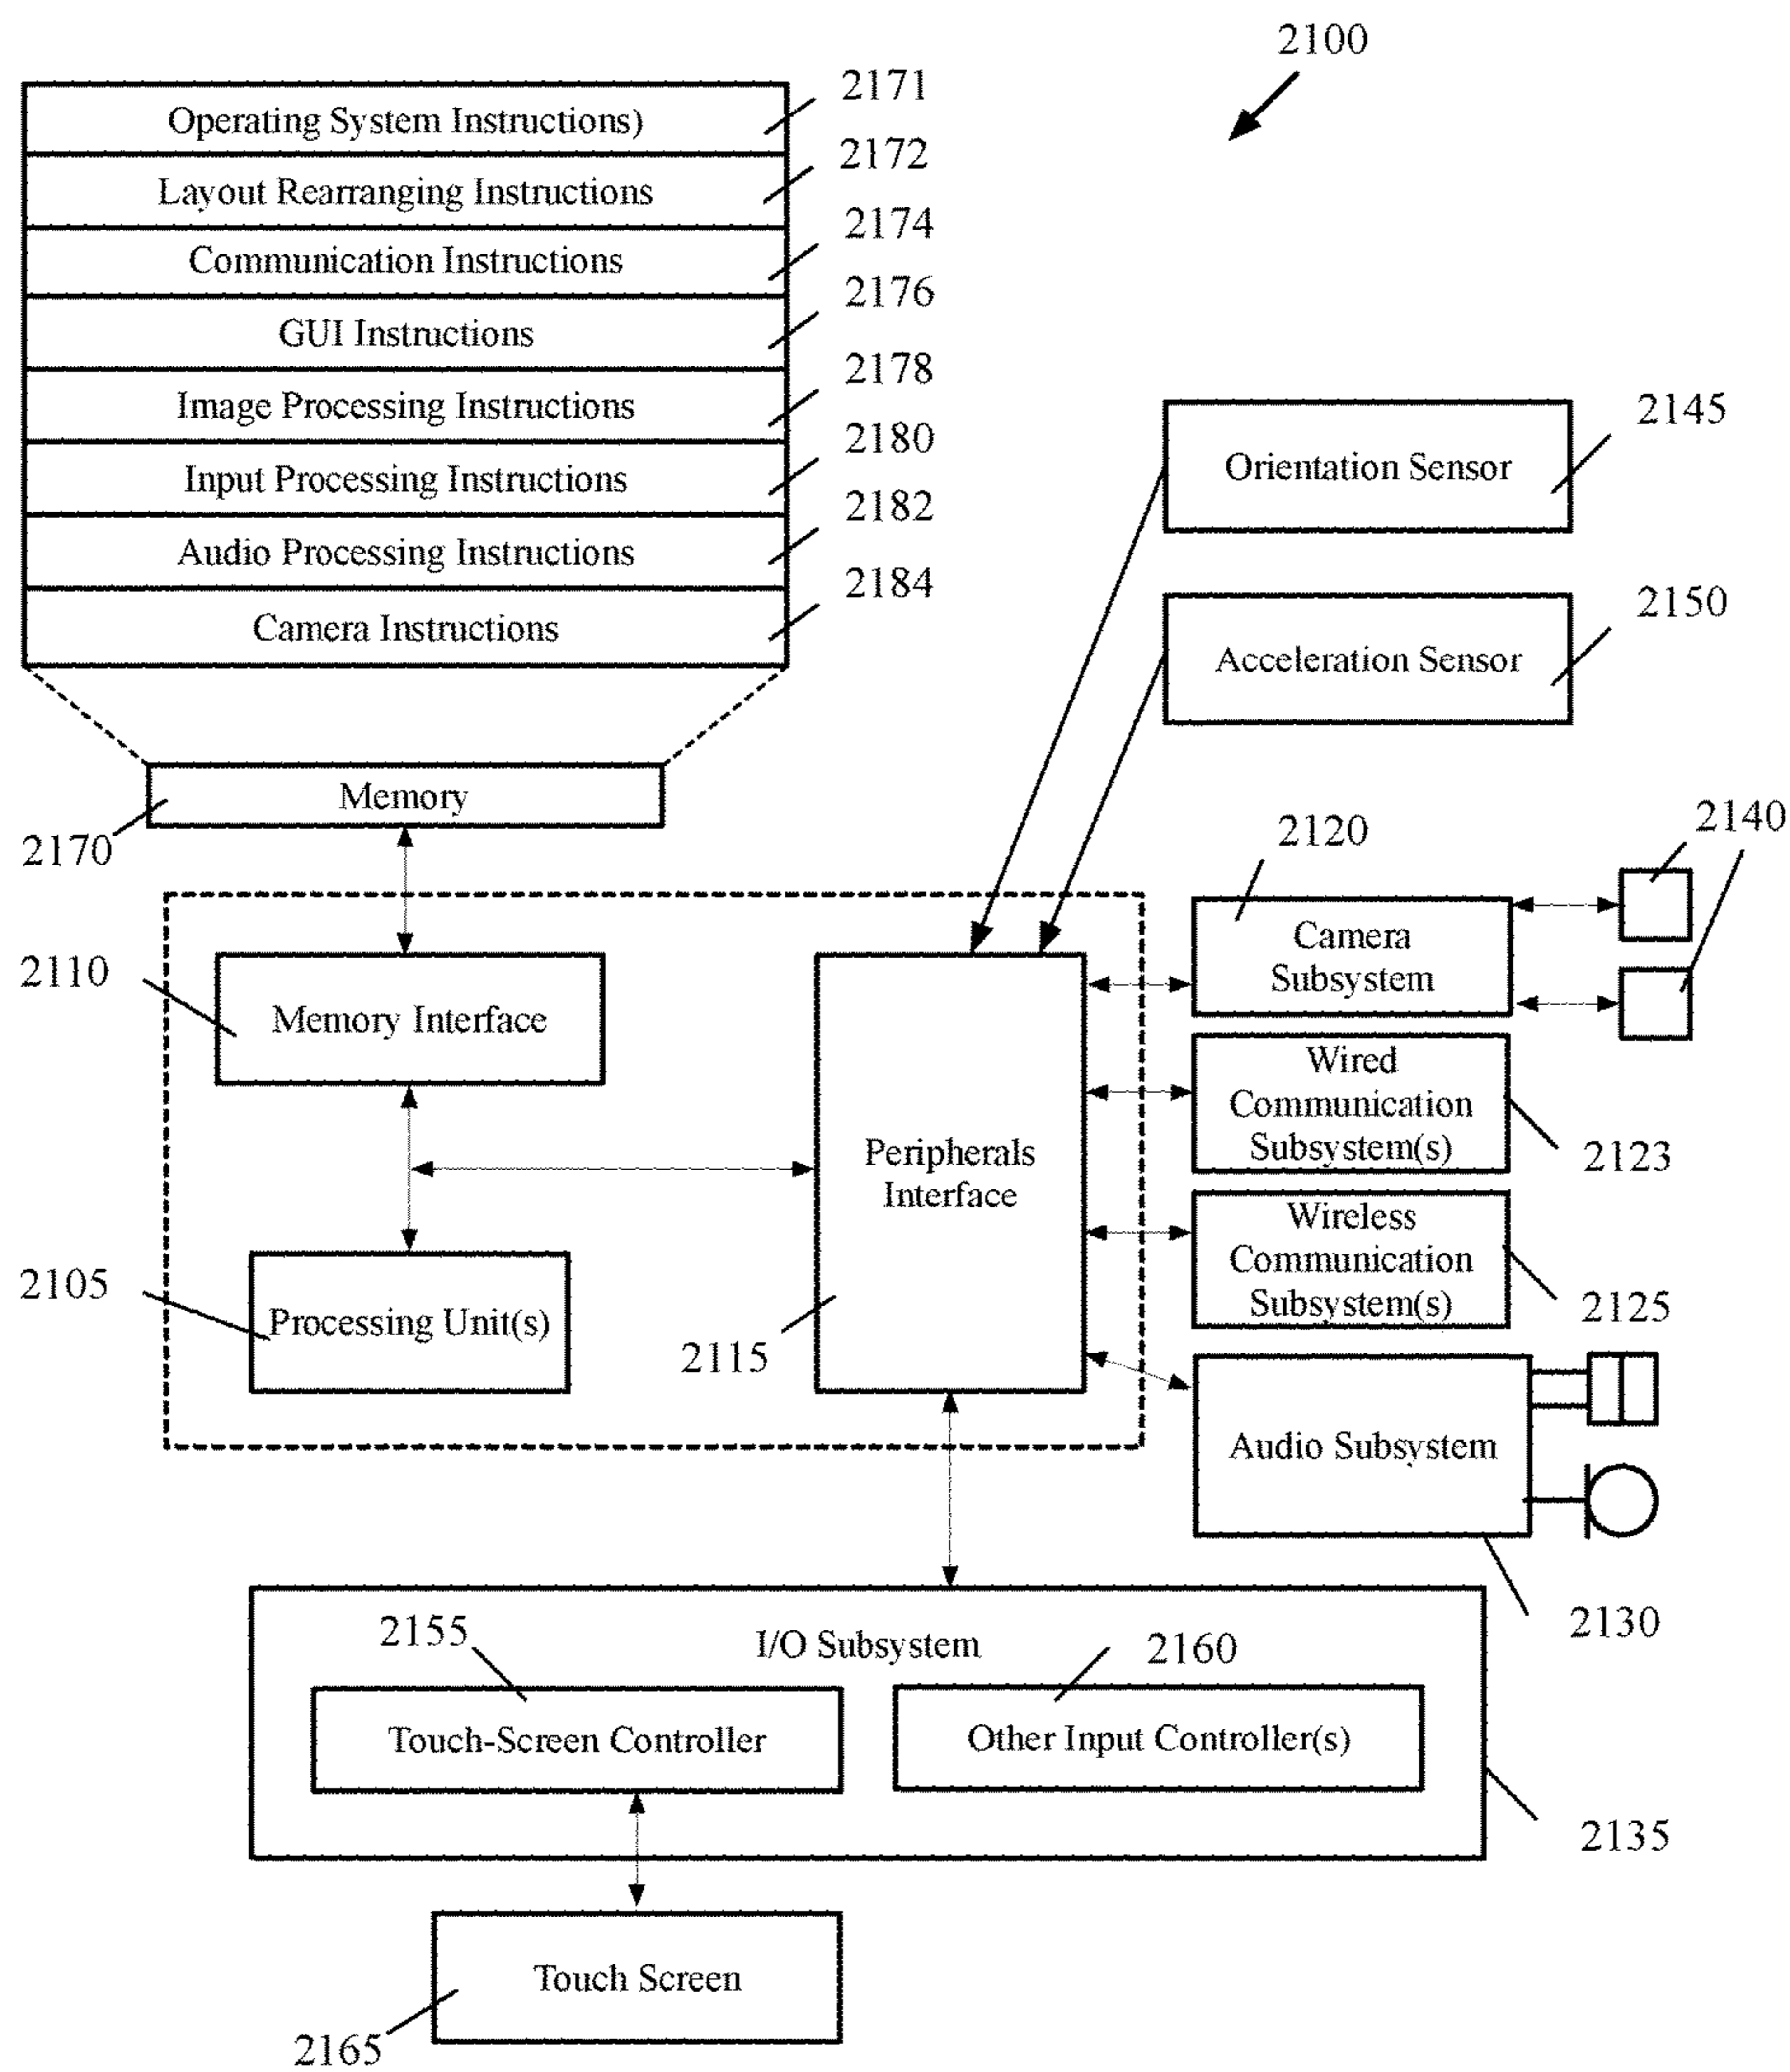 2100
Operating System Instructions)
2171
Layout Rearranging Instructions
2172
Communication Instructions
2174
GUI Instructions
2176
Image Processing Instructions
2178
Input Processing Instructions
2180
Audio Processing Instructions
2182
Camera Instructions
2184
Orientation Sensor
2145
Acceleration Sensor
2150
Memory
2170
2120
2140
Camera
Subsystem
2110
Memory Interface
Wired
Communication
Subsystem(s)
2123
Peripherals
Interface
2115
Wireless
Communication
Subsystem(s)
2125
2105
Processing Unit(s)
Audio Subsystem
2130
I/O Subsystem
2155
2160
Touch-Screen Controller
Other Input Controller(s)
2135
Touch Screen
2165